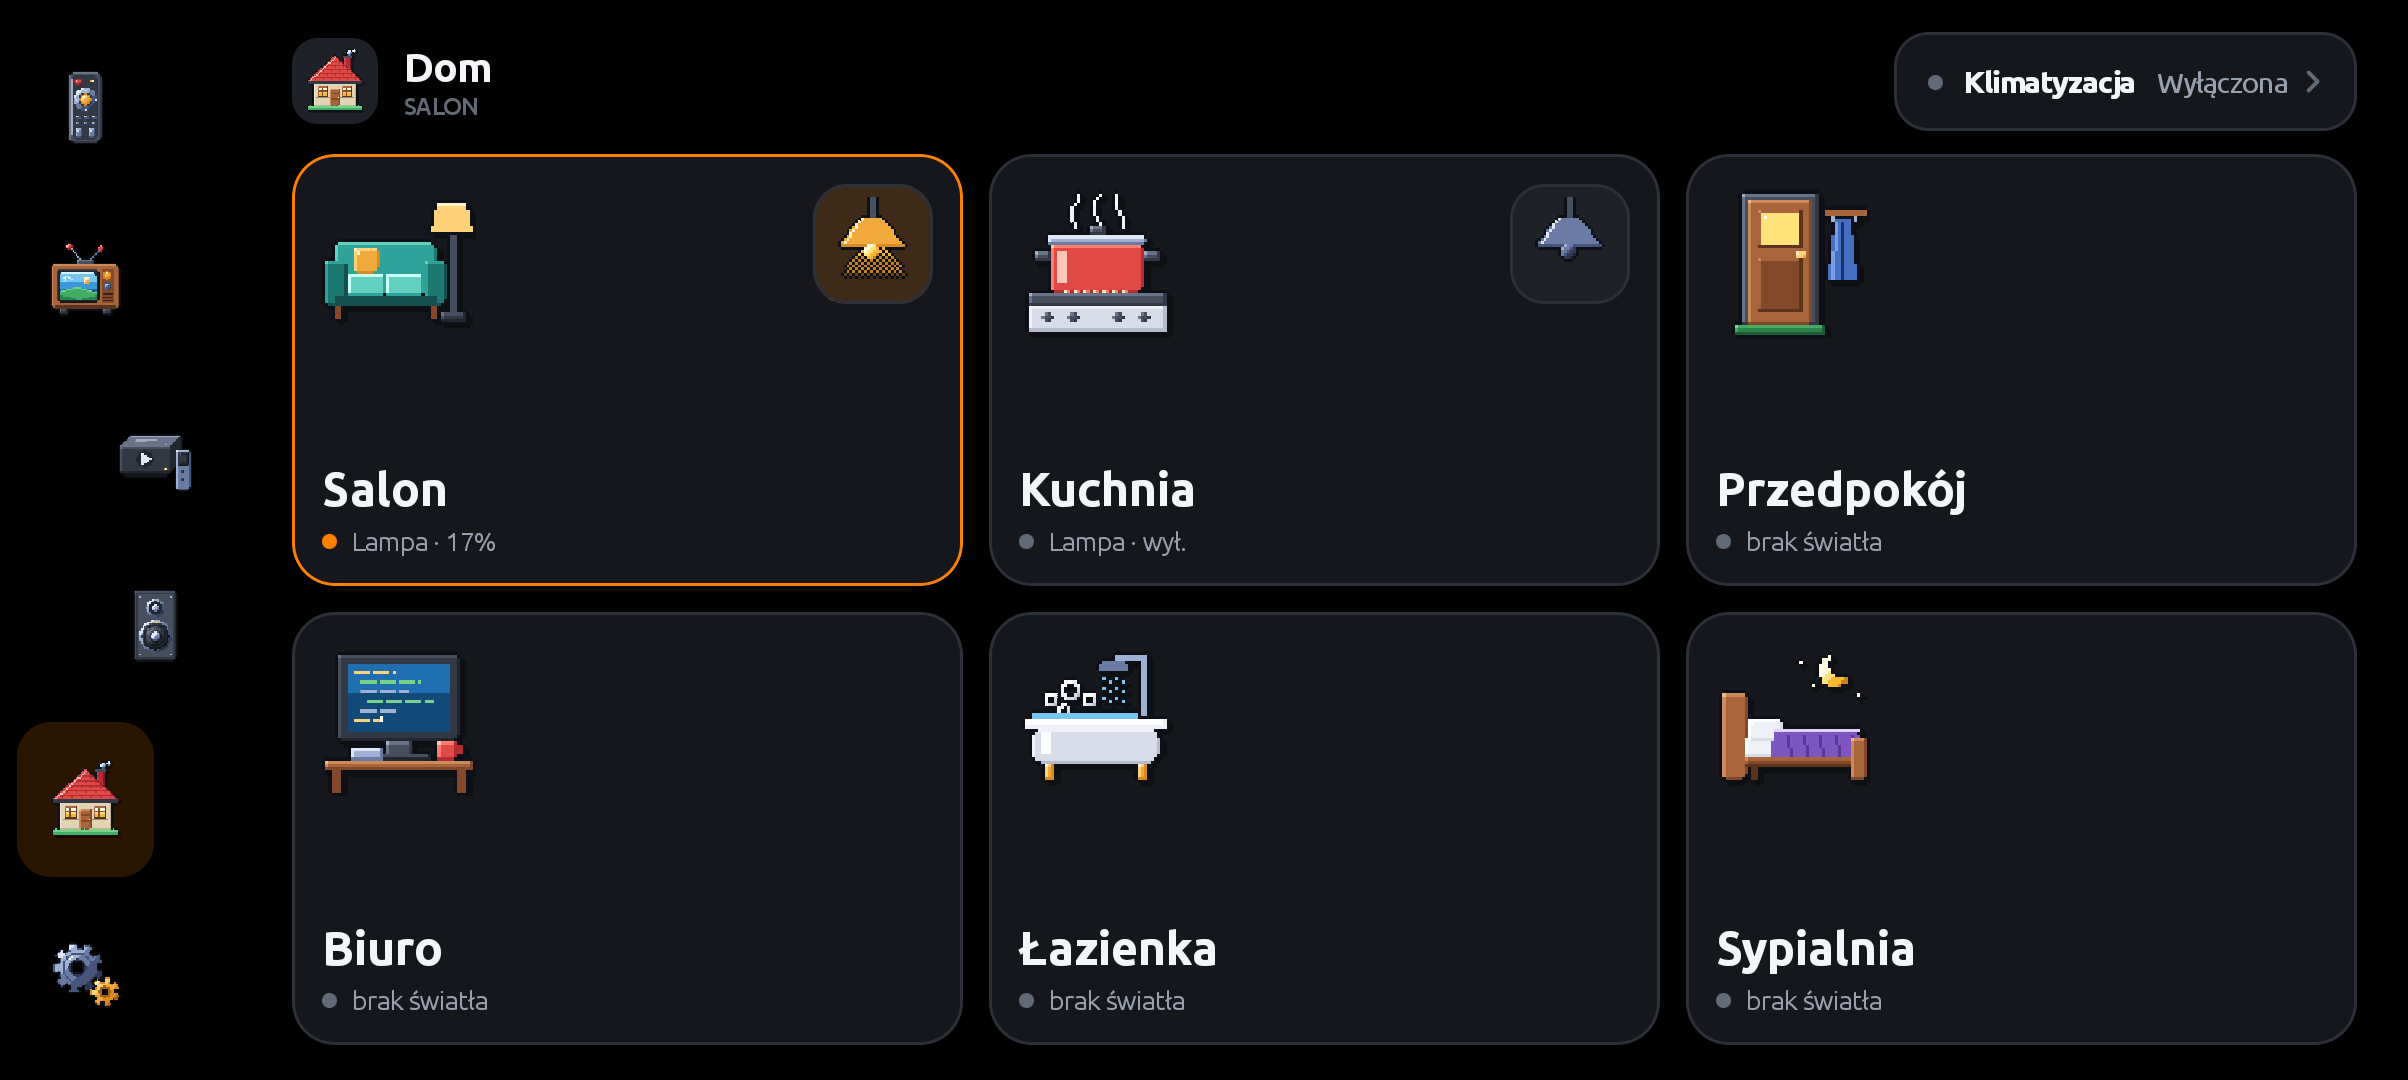 Dom
SALON
Klimatyzacja Wyłączona
Salon
Lampa · 17%
Kuchnia
Lampa · wył.
Przedpokój
brak światła
Biuro
brak światła
Łazienka
brak światła
Sypialnia
brak światła